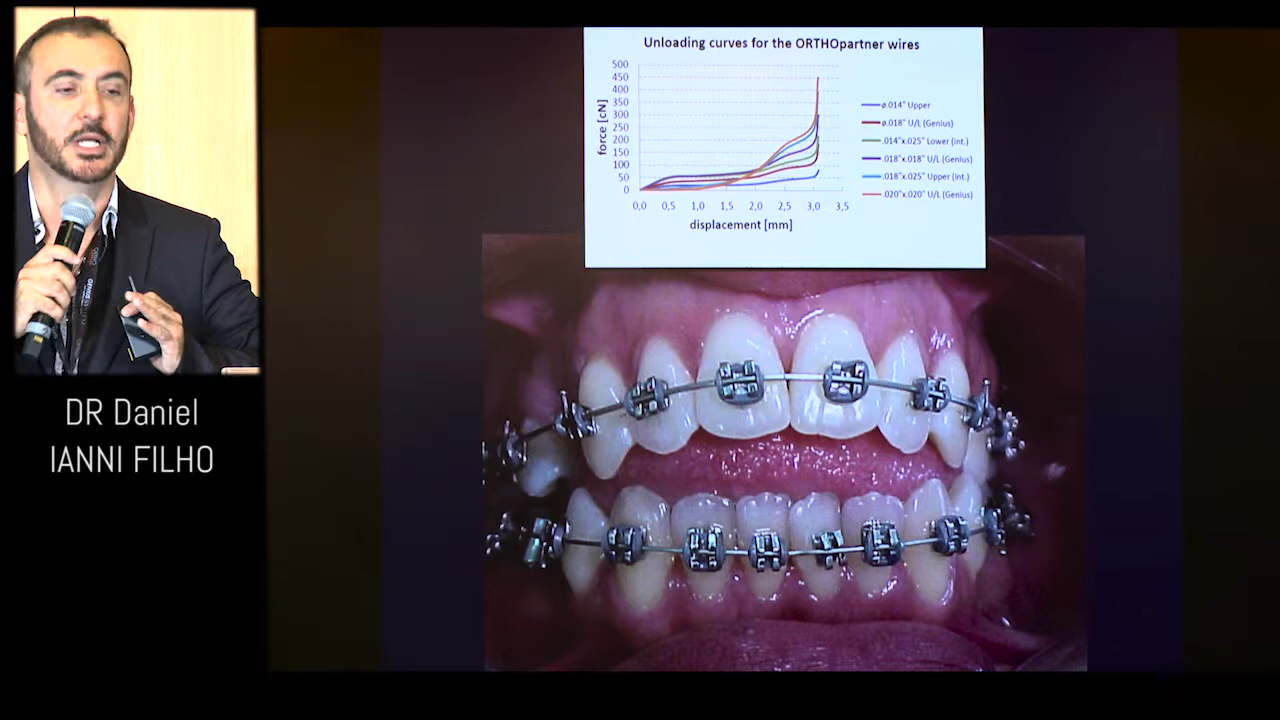 Unloading curves for the ORTHOpartner wires
force [cN]
500
450
400
350
300
250
200
150
100
50
0
0,0 0,5 1,0 1,5 2,0 2,5 3,0 3,5
displacement [mm]
ø.014" Upper
ø.018" U/L (Genius)
.014"x.025" Lower (int.)
.018"x.018" U/L (Genius)
.018"x.025" Upper (int.)
.020"x.020" U/L (Genius)
DR Daniel
IANNI FILHO